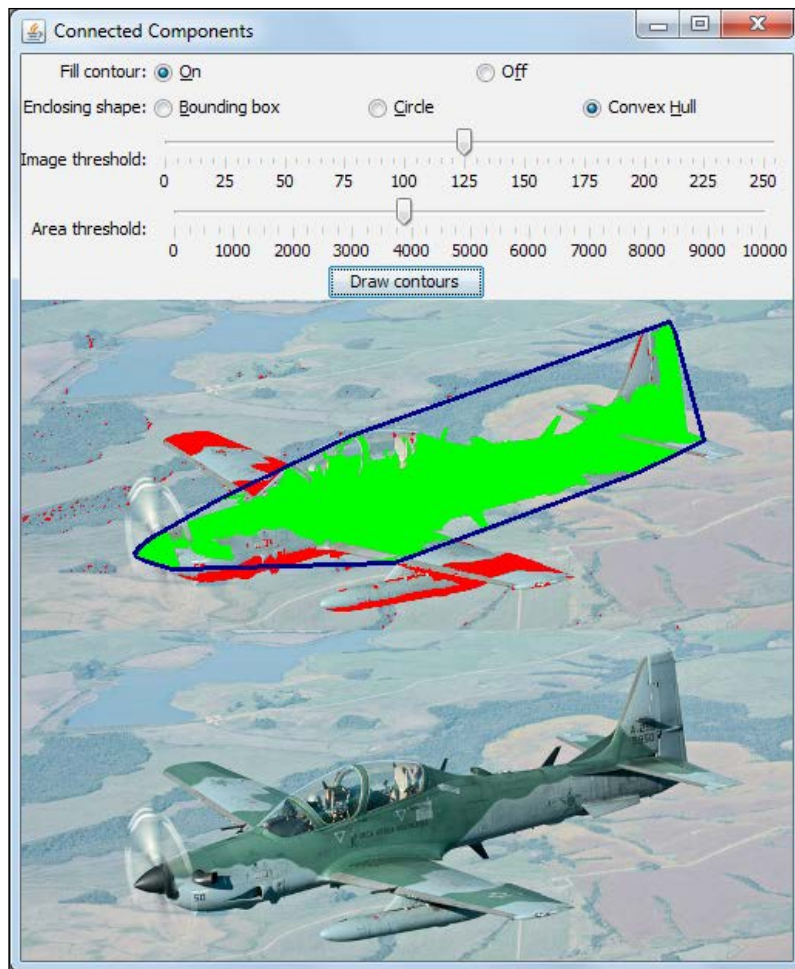 Connected Components
Fill contour: On Off
Enclosing shape: Bounding box Circle Convex Hull
Image threshold:
0 25 50 75 100 125 150 175 200 225 250
Area threshold:
0 1000 2000 3000 4000 5000 6000 7000 8000 9000 10000
Draw contours
50